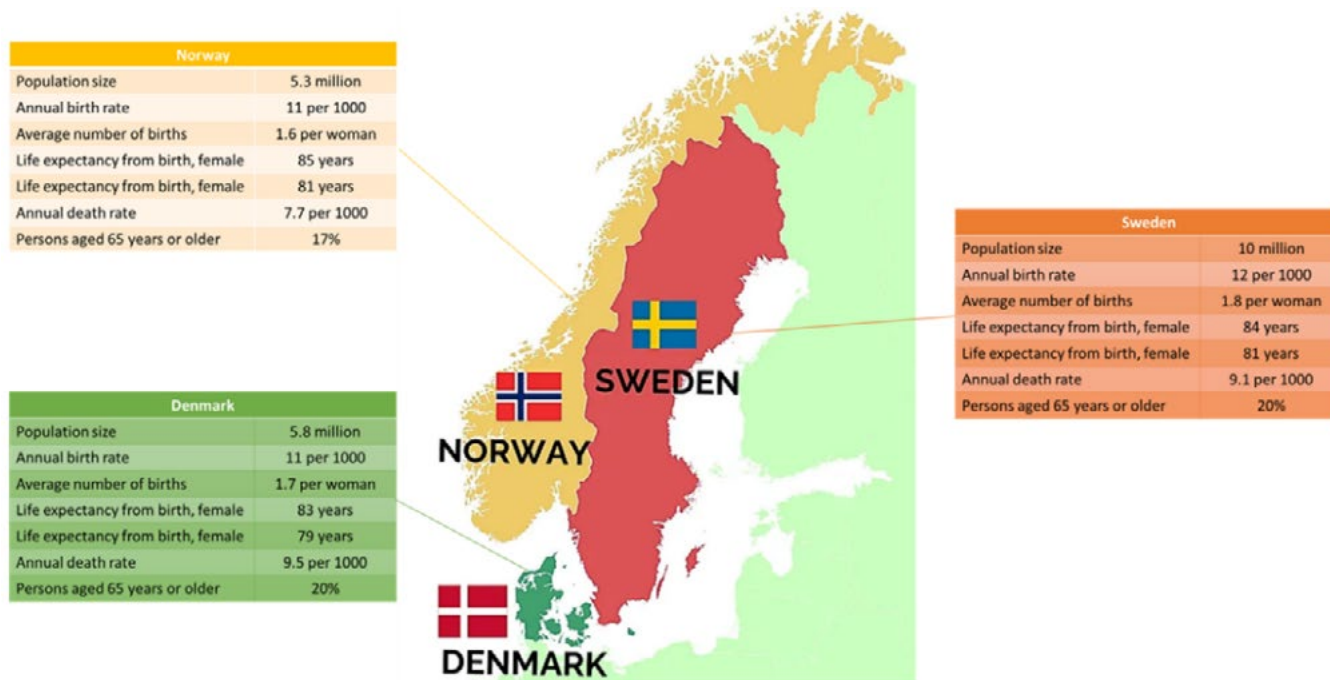 Norway
Population size 5.3 million
Annual birth rate 11 per 1000
Average number of births 1.6 per woman
Life expectancy from birth, female 85 years
Life expectancy from birth, female 81 years
Annual death rate 7.7 per 1000
Persons aged 65 years or older 17%
Sweden
Population size 10 million
Annual birth rate 12 per 1000
Average number of births 1.8 per woman
Life expectancy from birth, female 84 years
Life expectancy from birth, female 81 years
Annual death rate 9.1 per 1000
Persons aged 65 years or older 20%
Denmark
Population size 5.8 million
Annual birth rate 11 per 1000
Average number of births 1.7 per woman
Life expectancy from birth, female 83 years
Life expectancy from birth, female 79 years
Annual death rate 9.5 per 1000
Persons aged 65 years or older 20%
SWEDEN
NORWAY
DENMARK